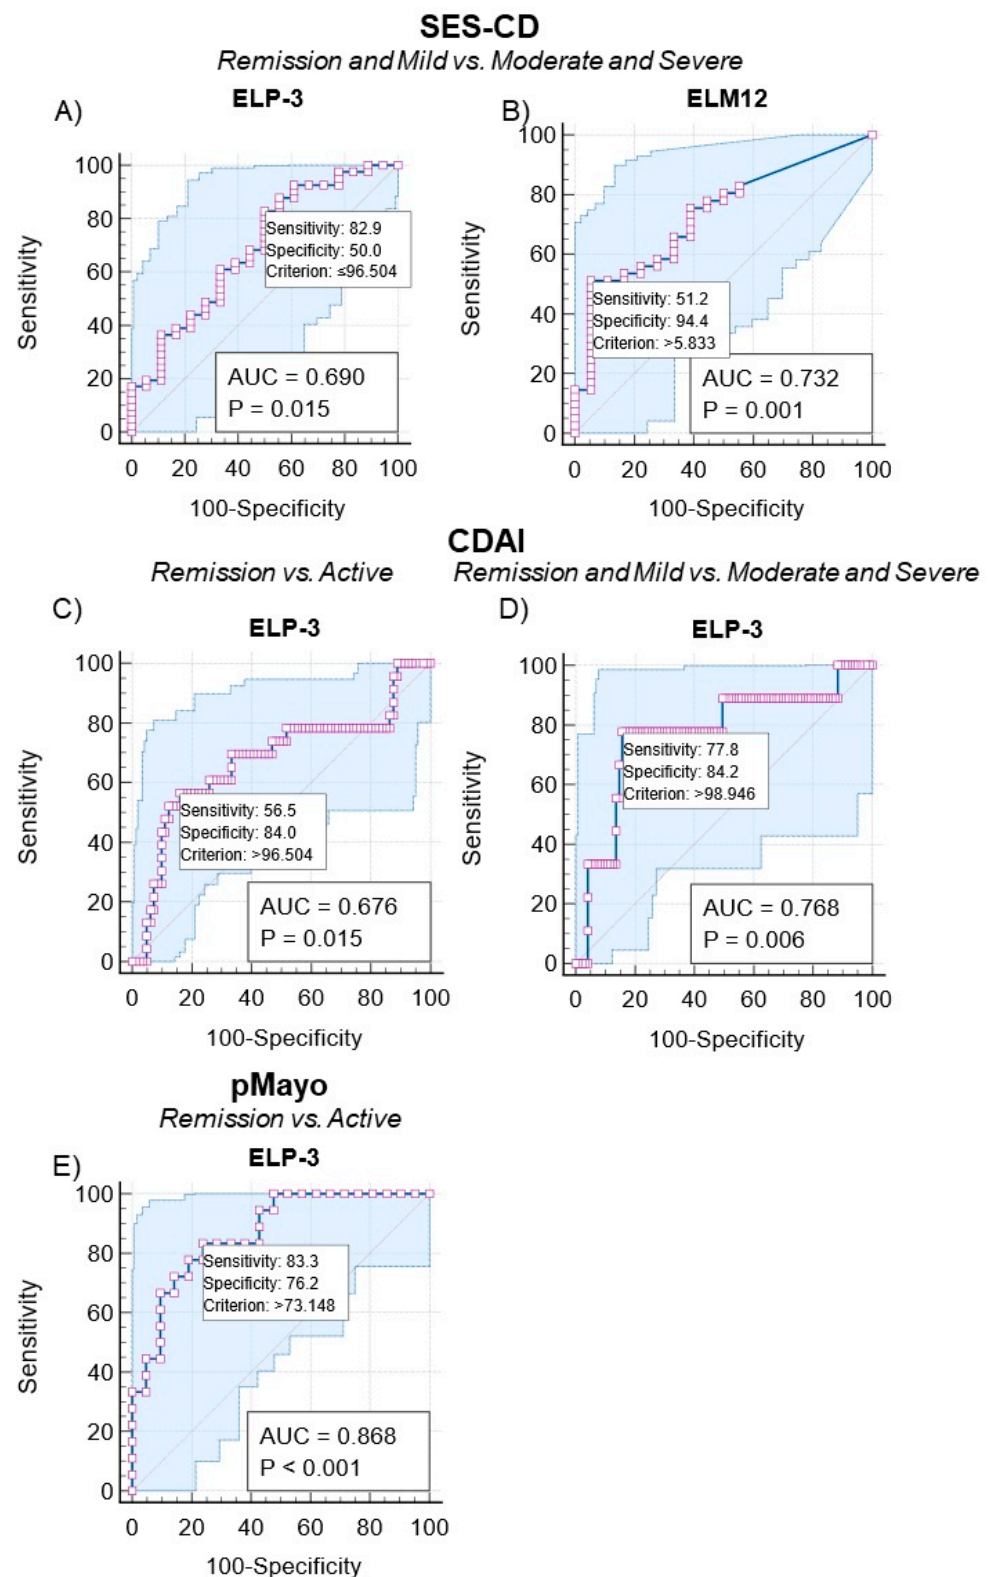 SES-CD
Remission and Mild vs. Moderate and Severe
A)
ELP-3
100
80
60
40
20
0
Sensitivity
Sensitivity: 82.9
Specificity: 50.0
Criterion: ≤96.504
AUC = 0.690
P = 0.015
0 20 40 60 80 100
100-Specificity
B)
ELM12
100
80
60
40
20
0
Sensitivity
Sensitivity: 51.2
Specificity: 94.4
Criterion: >5.833
AUC = 0.732
P = 0.001
0 20 40 60 80 100
100-Specificity
CDAI
Remission vs. Active
C)
ELP-3
100
80
60
40
20
0
Sensitivity
Sensitivity: 56.5
Specificity: 84.0
Criterion: >96.504
AUC = 0.676
P = 0.015
0 20 40 60 80 100
100-Specificity
Remission and Mild vs. Moderate and Severe
D)
ELP-3
100
80
60
40
20
0
Sensitivity
Sensitivity: 77.8
Specificity: 84.2
Criterion: >98.946
AUC = 0.768
P = 0.006
0 20 40 60 80 100
100-Specificity
pMayo
Remission vs. Active
E)
ELP-3
100
80
60
40
20
0
Sensitivity
Sensitivity: 83.3
Specificity: 76.2
Criterion: >73.148
AUC = 0.868
P < 0.001
0 20 40 60 80 100
100-Specificity